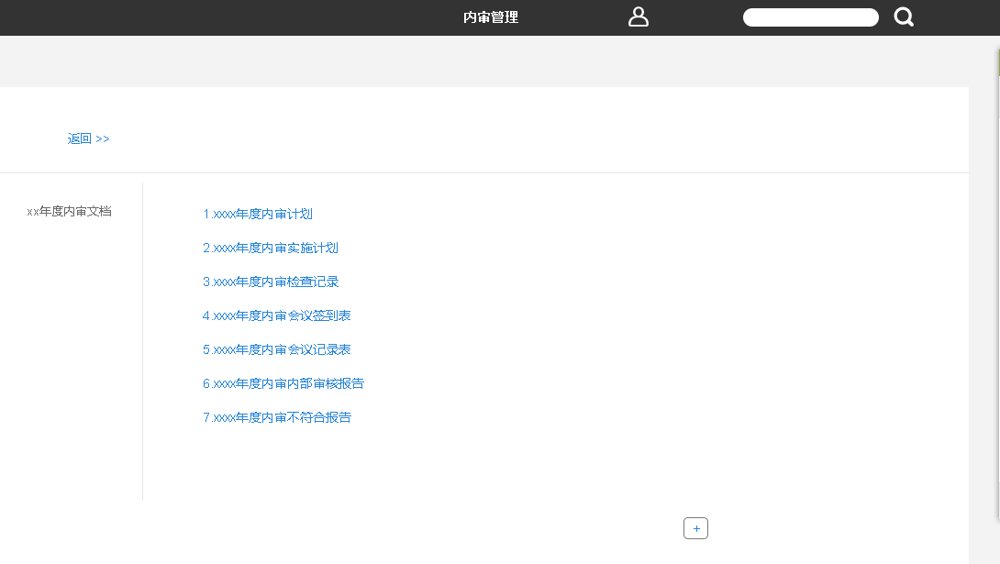 内审管理
返回 >>
xx年度内审文档
1.xxxx年度内审计划
2.xxxx年度内审实施计划
3.xxxx年度内审检查记录
4.xxxx年度内审会议签到表
5.xxxx年度内审会议记录表
6.xxxx年度内审内部审核报告
7.xxxx年度内审不符合报告
+